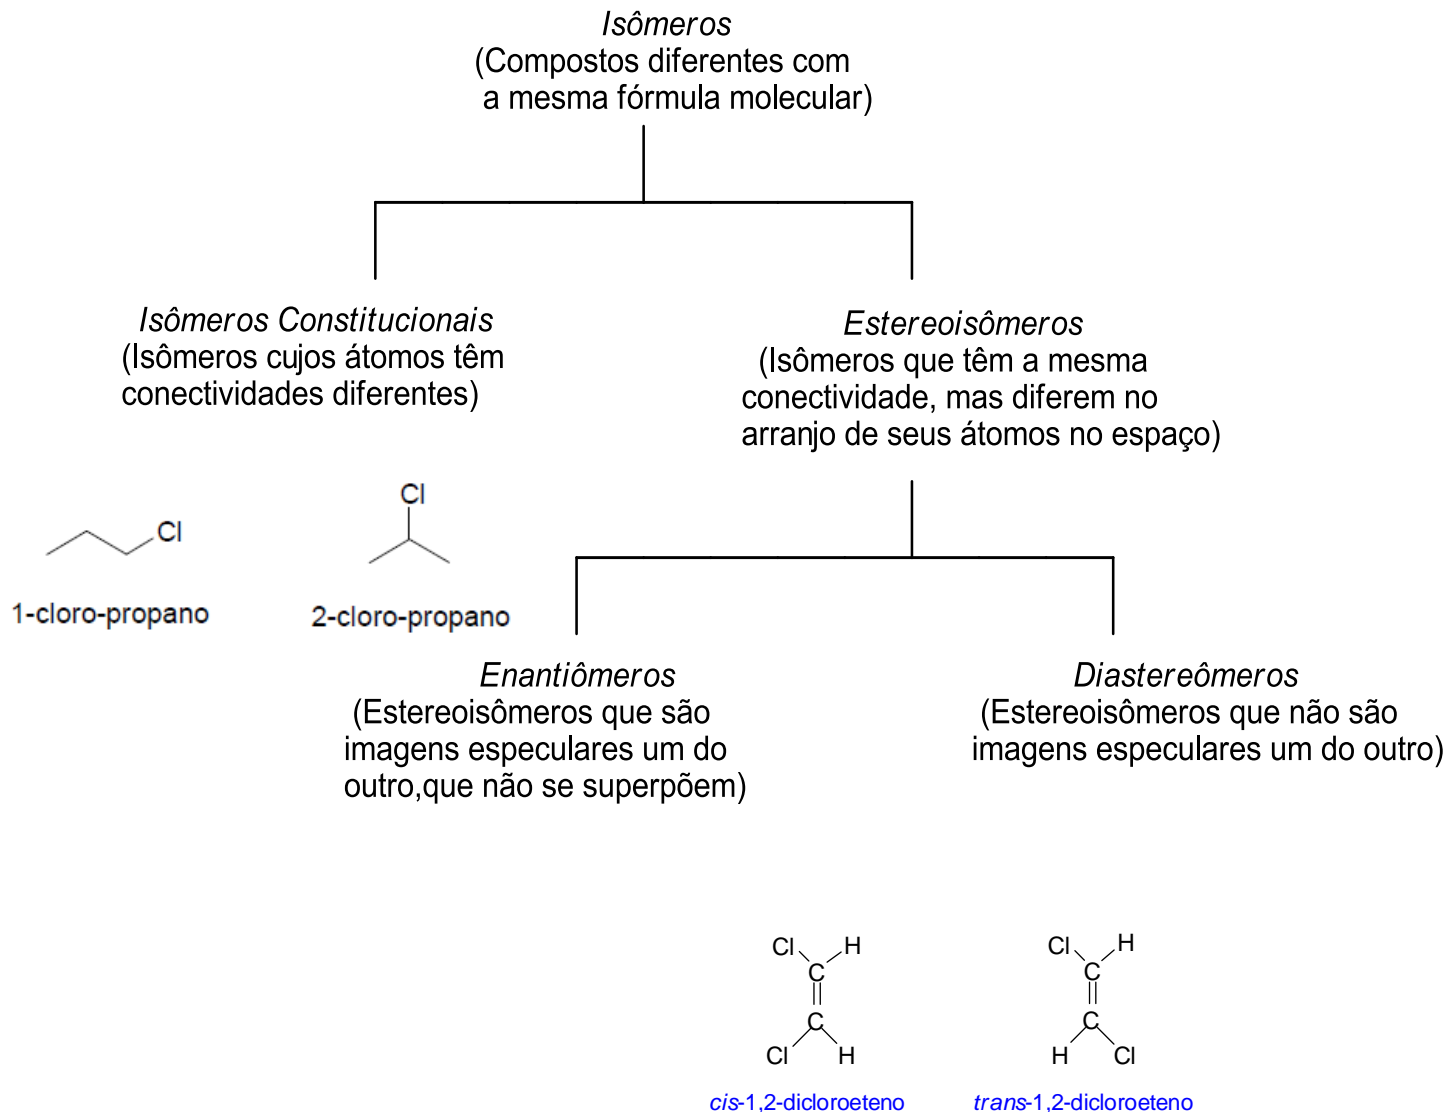 Isômeros
(Compostos diferentes com
a mesma fórmula molecular)
Isômeros Constitucionais
(Isômeros cujos átomos têm
conectividades diferentes)
Estereoisômeros
(Isômeros que têm a mesma
conectividade, mas diferem no
arranjo de seus átomos no espaço)
Cl
1-cloro-propano
Cl
2-cloro-propano
Enantiômeros
(Estereoisômeros que são
imagens especulares um do
outro,que não se superpõem)
Diastereômeros
(Estereoisômeros que não são
imagens especulares um do outro)
Cl H
C
C
Cl H
cis-1,2-dicloroeteno
Cl H
C
C
H Cl
trans-1,2-dicloroeteno